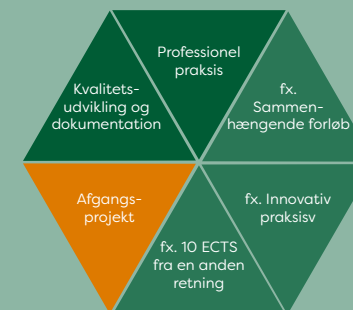 Professionel
praksis
Kvalitets-
udvikling og
dokumentation
fx.
Sammen-
hængende forløb
Afgangs-
projekt
fx. 10 ECTS
fra en anden
retning
fx. Innovativ
praksisv